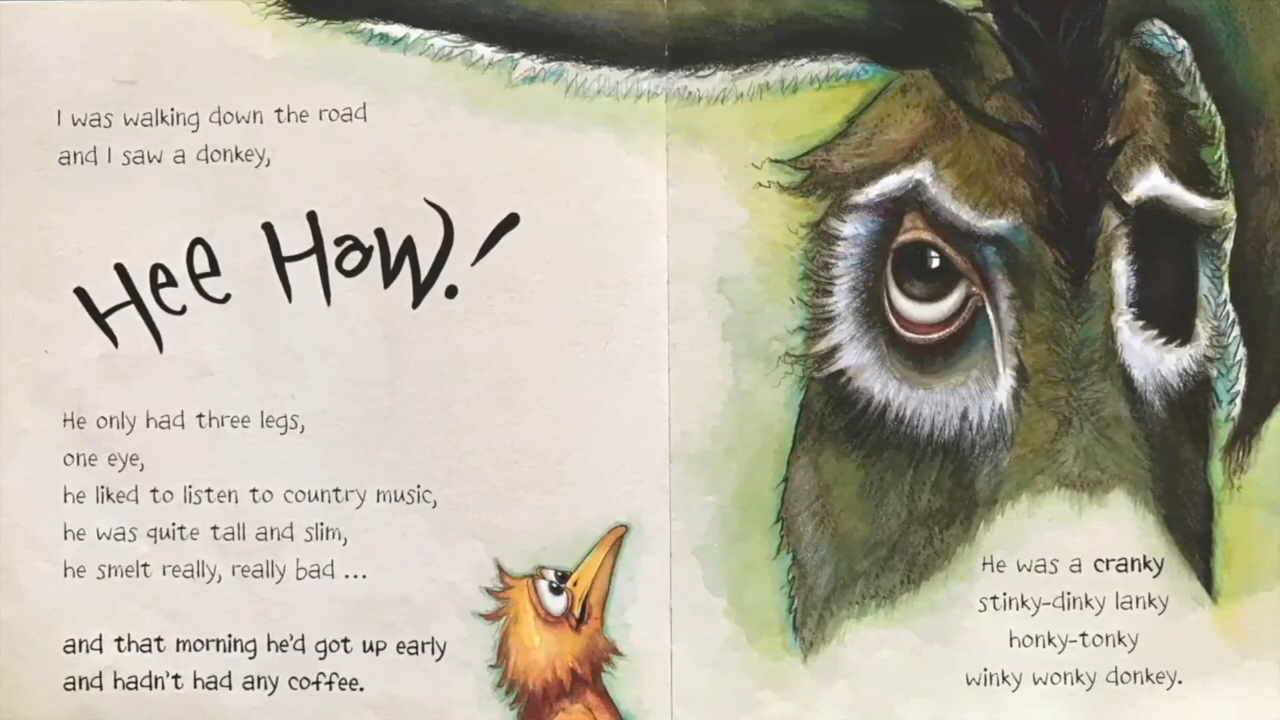 I was walking down the road
and I saw a donkey,
Hee Haw!
He only had three legs,
one eye,
he liked to listen to country music,
he was quite tall and slim,
he smelt really, really bad ...
and that morning he'd got up early
and hadn't had any coffee.
He was a cranky
stinky-dinky lanky
honky-tonky
winky wonky donkey.